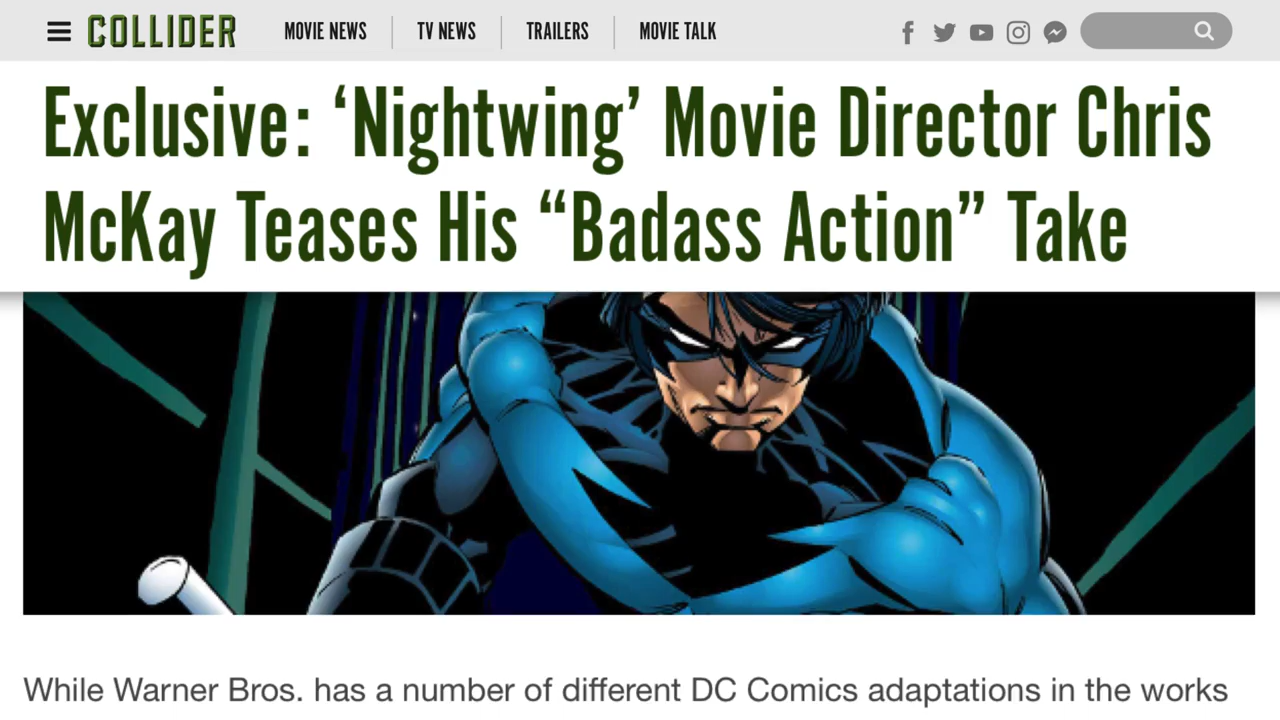 COLLIDER MOVIE NEWS TV NEWS TRAILERS MOVIE TALK
Exclusive: ‘Nightwing’ Movie Director Chris
McKay Teases His “Badass Action” Take
While Warner Bros. has a number of different DC Comics adaptations in the works